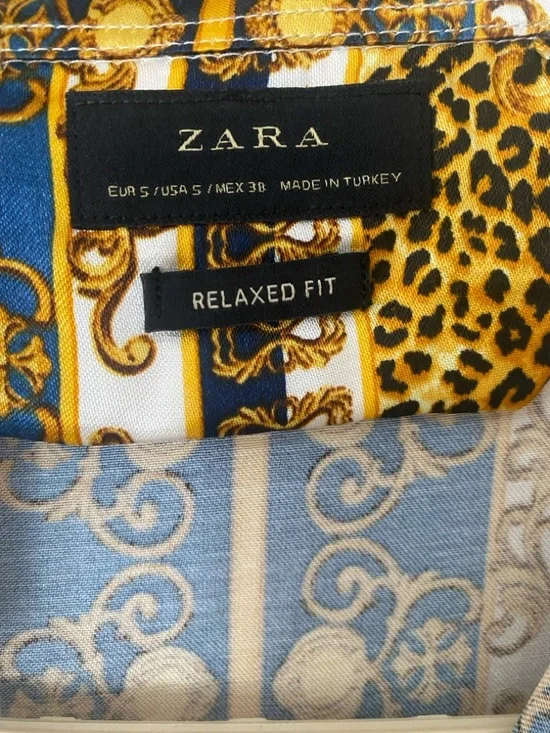 ZARA
EUR S / USA S / MEX 38 MADE IN TURKEY
RELAXED FIT